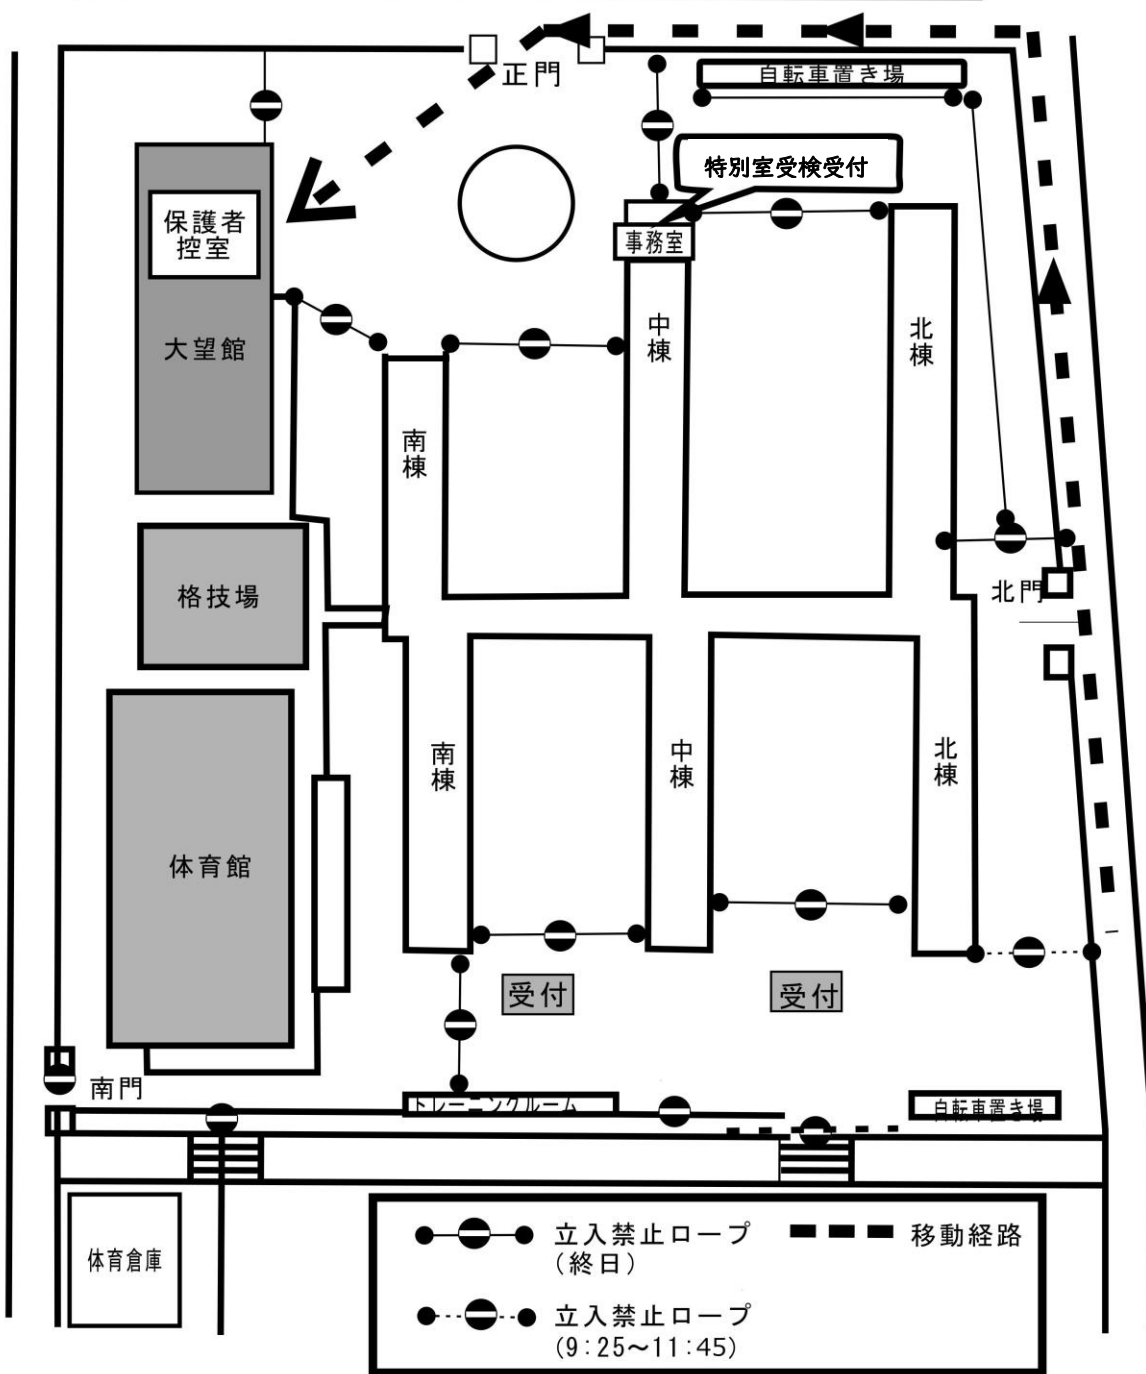 正門
自転車置き場
特別室受検受付
保護者
控室
事務室
大望館
中棟
北棟
南棟
格技場
北門
南棟
中棟
北棟
体育館
受付
受付
南門
トレーニングルーム
自転車置き場
体育倉庫
立入禁止ロープ
(終日)
移動経路
立入禁止ロープ
(9:25～11:45)